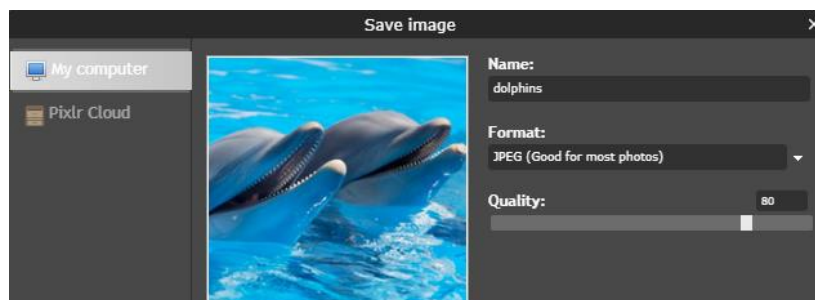 Save image
My computer
Pixlr Cloud
Name:
dolphins
Format:
JPEG (Good for most photos)
Quality:
80